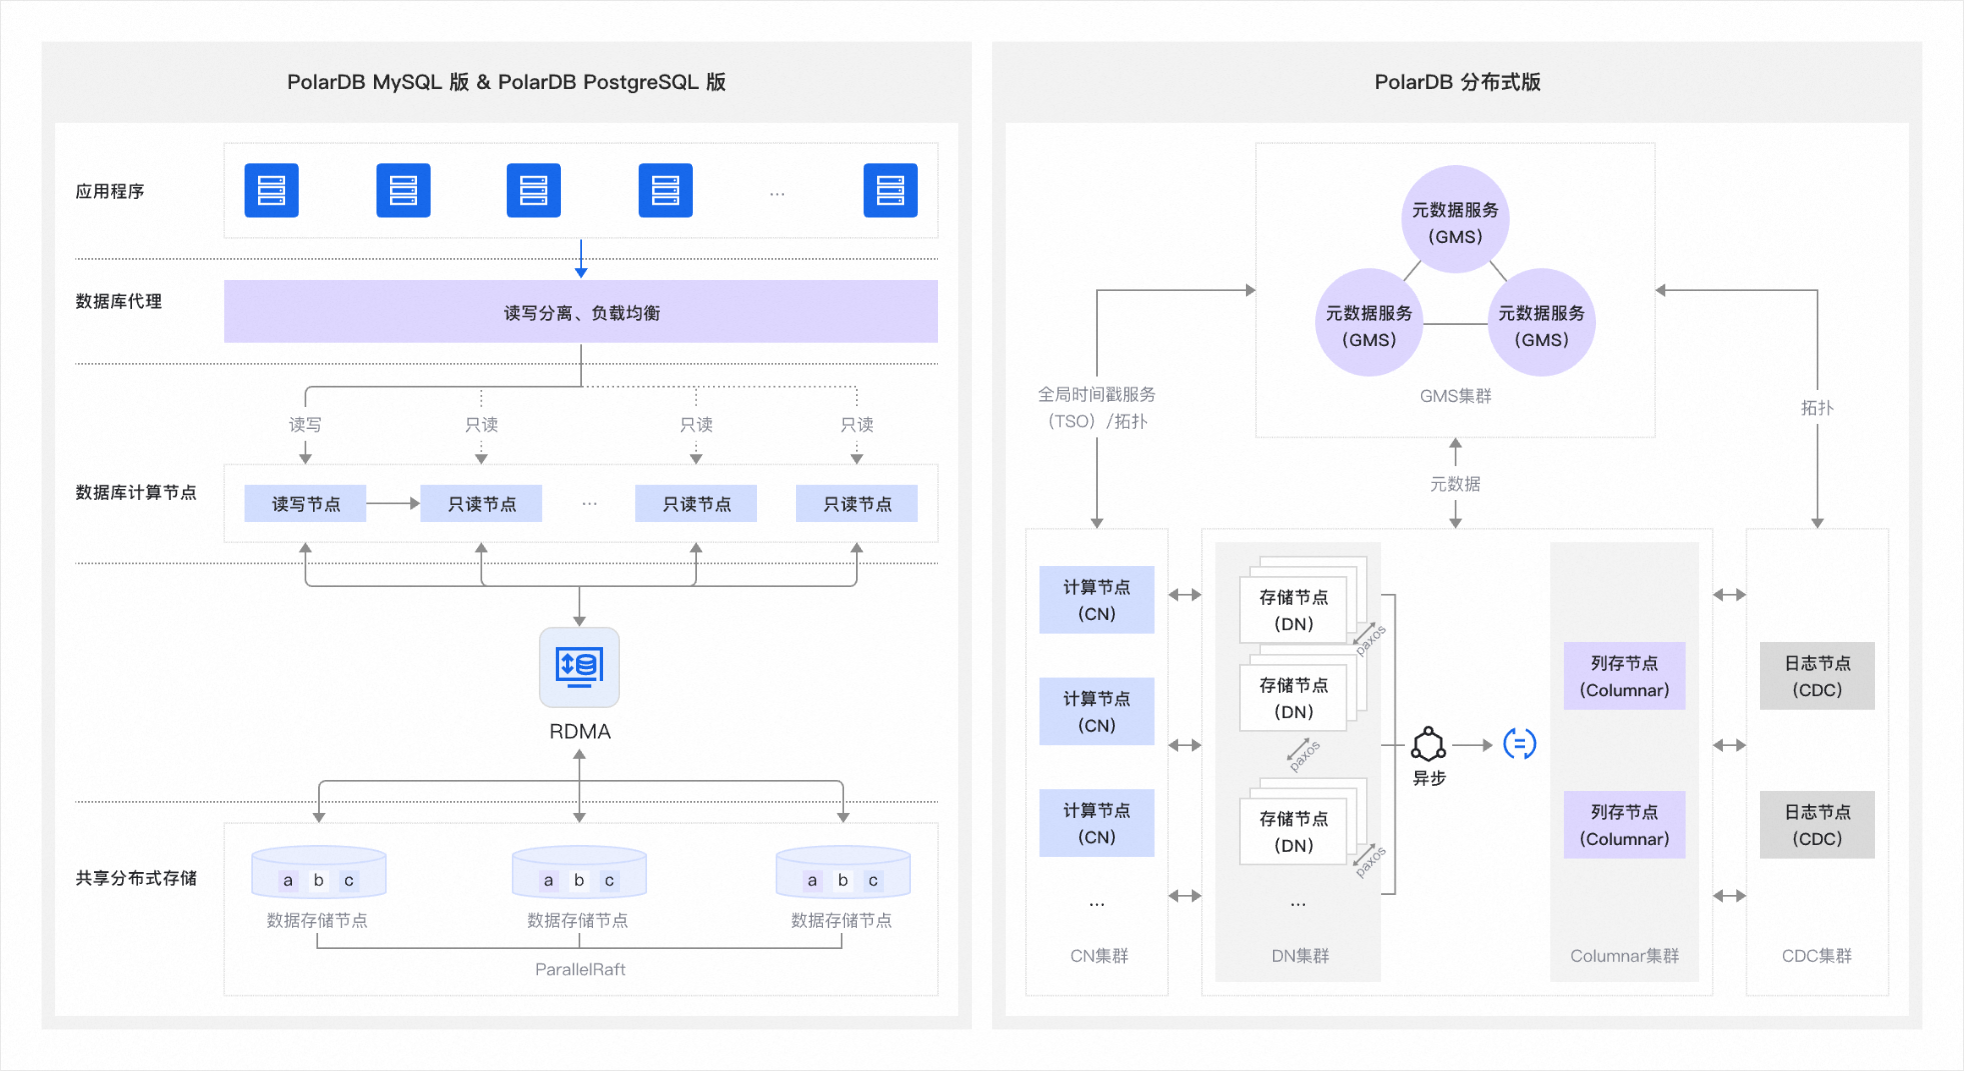 PolarDB MySQL 版 & PolarDB PostgreSQL 版
应用程序
...
数据库代理
读写分离、负载均衡
读写
只读
只读
只读
数据库计算节点
读写节点
只读节点
...
只读节点
只读节点
RDMA
共享分布式存储
a b c
a b c
a b c
数据存储节点
数据存储节点
数据存储节点
ParallelRaft
PolarDB 分布式版
元数据服务
(GMS)
元数据服务
(GMS)
元数据服务
(GMS)
GMS集群
全局时间戳服务
(TSO) /拓扑
拓扑
元数据
计算节点
(CN)
计算节点
(CN)
计算节点
(CN)
...
CN集群
存储节点
(DN)
paxos
存储节点
(DN)
paxos
存储节点
(DN)
paxos
...
DN集群
异步
列存节点
(Columnar)
列存节点
(Columnar)
Columnar集群
日志节点
(CDC)
日志节点
(CDC)
CDC集群